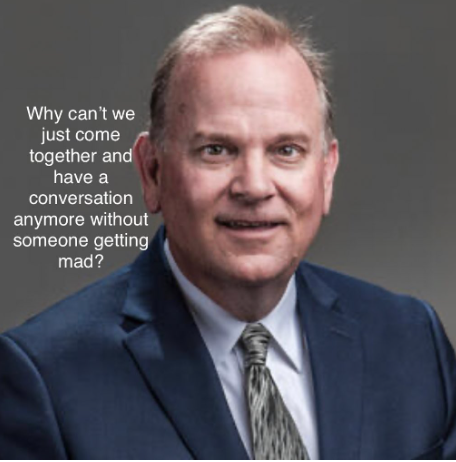 Why can't we
just come
together and
have a
conversation
anymore without
someone getting
mad?